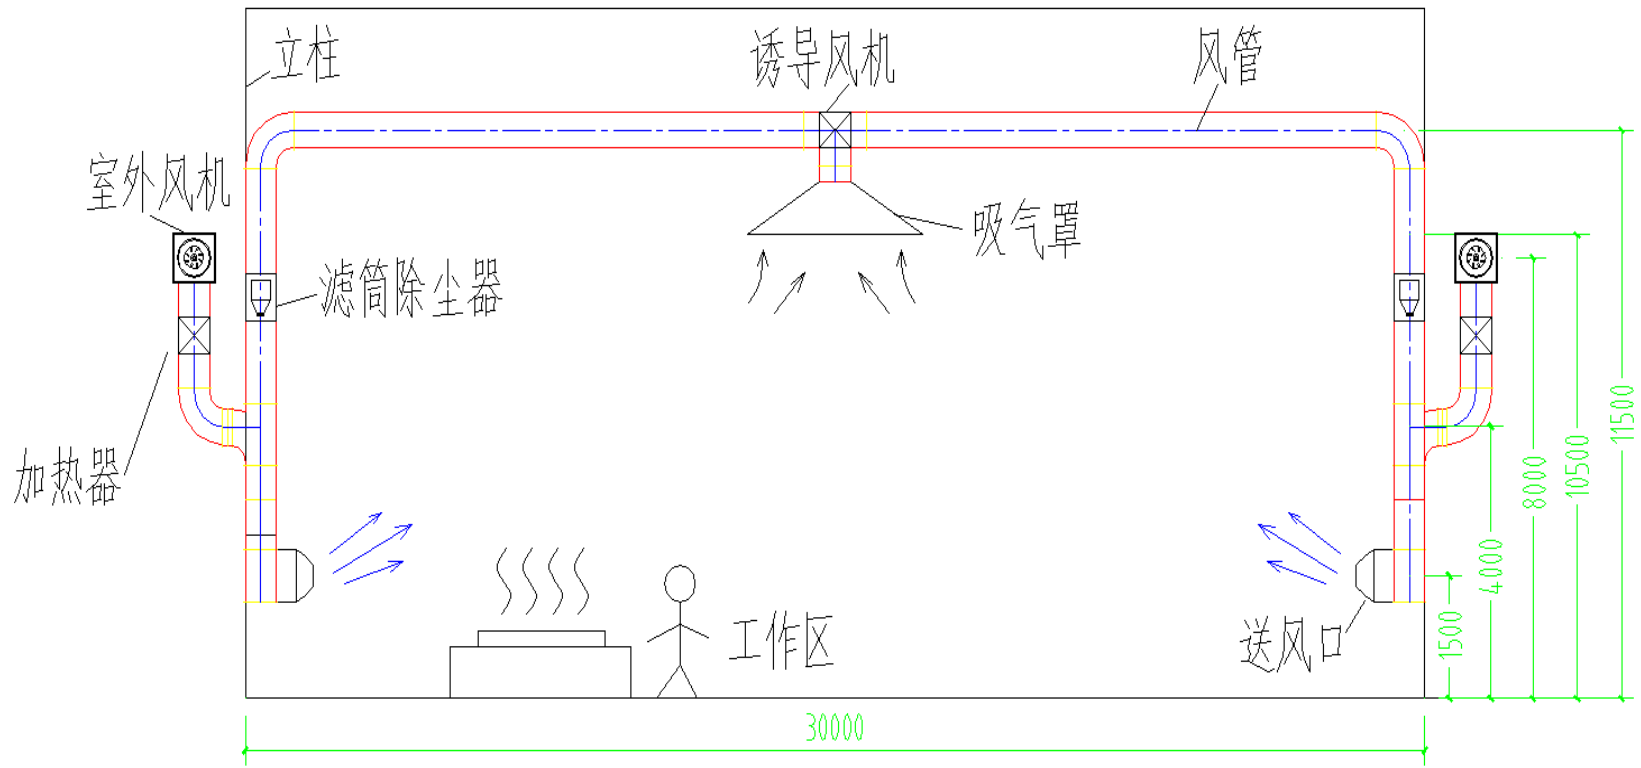 立柱
诱导风机
风管
室外风机
吸气罩
滤筒除尘器
加热器
11500
10500
8000
4000
1500
工作区
送风口
30000